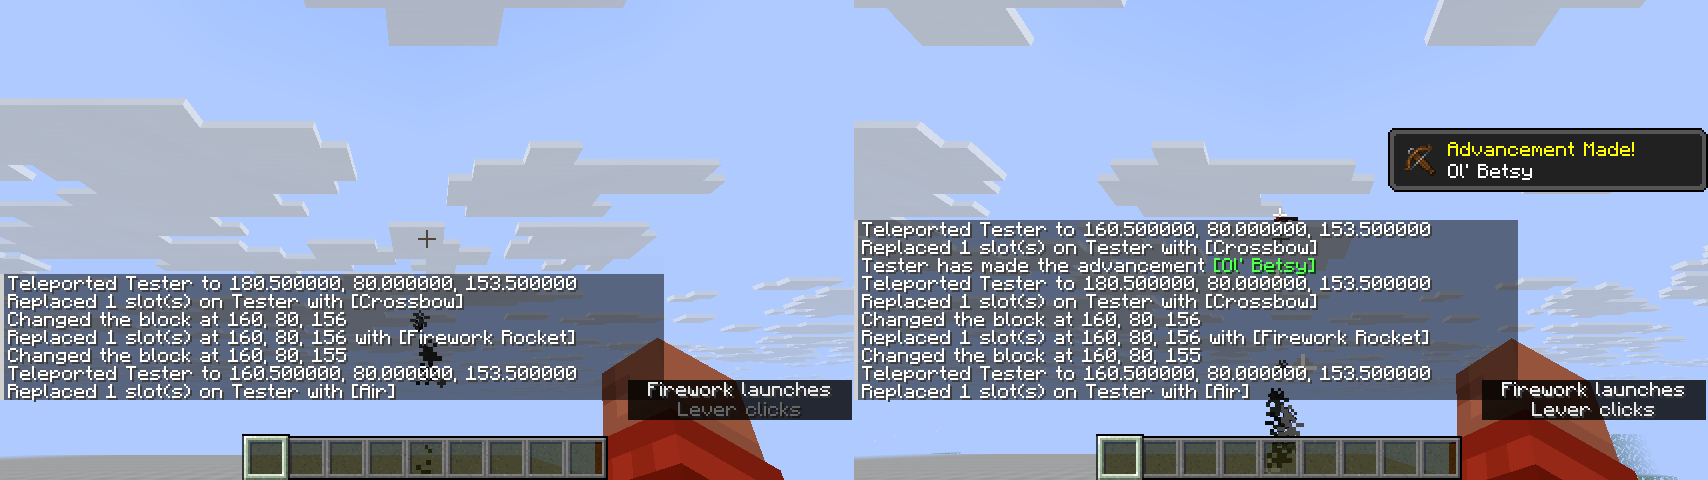 Teleported Tester to 180.500000, 80.000000, 153.500000
Replaced 1 slot(s) on Tester with [Crossbow]
Changed the block at 160, 80, 156
Replaced 1 slot(s) at 160, 80, 156 with [Firework Rocket]
Changed the block at 160, 80, 155
Teleported Tester to 160.500000, 80.000000, 153.500000
Replaced 1 slot(s) on Tester with [Air]
Firework launches
Lever clicks
Advancement Made!
Ol' Betsy
Teleported Tester to 160.500000, 80.000000, 153.500000
Replaced 1 slot(s) on Tester with [Crossbow]
Tester has made the advancement [Ol' Betsy]
Teleported Tester to 180.500000, 80.000000, 153.500000
Replaced 1 slot(s) on Tester with [Crossbow]
Changed the block at 160, 80, 156
Replaced 1 slot(s) at 160, 80, 156 with [Firework Rocket]
Changed the block at 160, 80, 155
Teleported Tester to 160.500000, 80.000000, 153.500000
Replaced 1 slot(s) on Tester with [Air]
Firework launches
Lever clicks